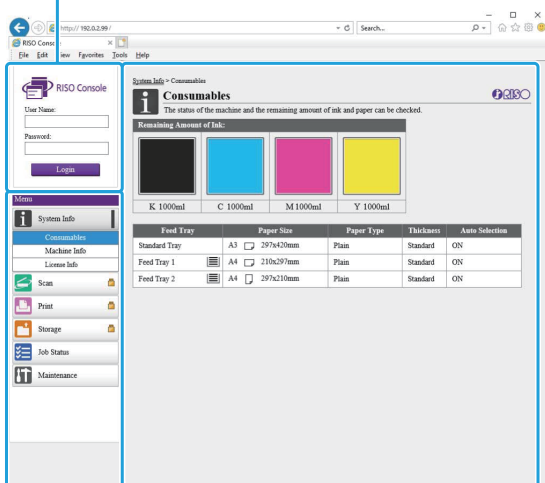 http://192.0.2.99/
Search...
RISO Conso
File Edit iew Favorites Tools Help
RISO Console
User Name:
Password:
Login
Menu
System Info
Consumables
Machine Info
License Info
Scan
Print
Storage
Job Status
Maintenance
System Info > Consumables
Consumables
RISO
The status of the machine and the remaining amount of ink and paper can be checked.
Remaining Amount of Ink:
K 1000ml C 1000ml M 1000ml Y 1000ml
Feed Tray Paper Size Paper Type Thickness Auto Selection
Standard Tray A3 297x420mm Plain Standard ON
Feed Tray 1 A4 210x297mm Plain Standard ON
Feed Tray 2 A4 297x210mm Plain Standard ON